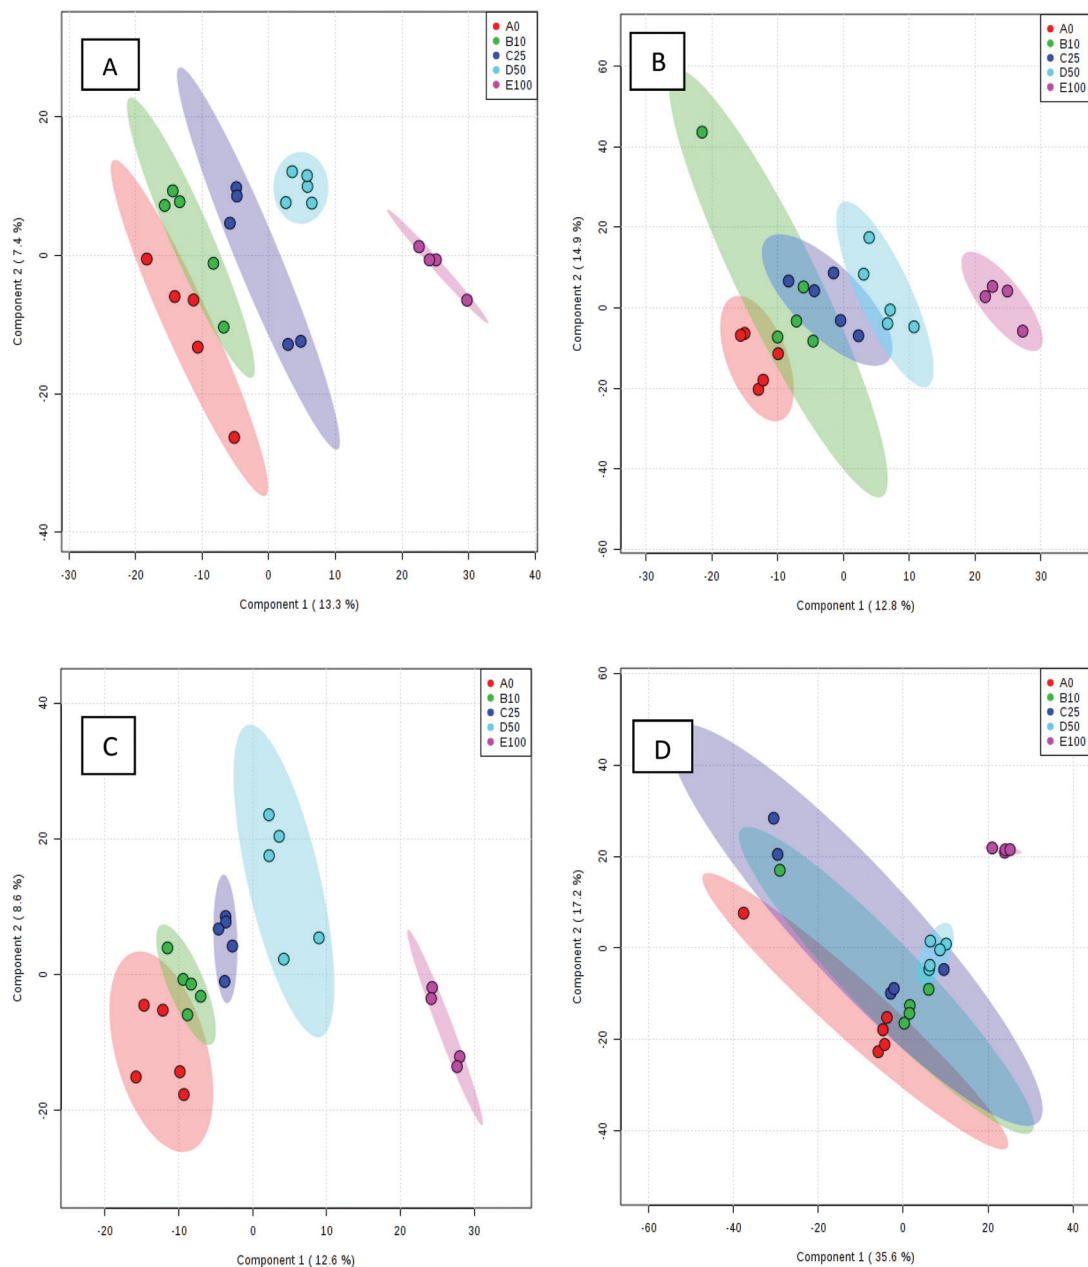 A
A0
B10
C25
D50
E100
Component 2 ( 7.4 %)
20
0
-20
-40
-30 -20 -10 0 10 20 30 40
Component 1 ( 13.3 %)
B
A0
B10
C25
D50
E100
Component 2 ( 14.9 %)
60
40
20
0
-20
-40
-60
-30 -20 -10 0 10 20 30
Component 1 ( 12.8 %)
C
A0
B10
C25
D50
E100
Component 2 ( 8.6 %)
40
20
0
-20
-20 -10 0 10 20 30
Component 1 ( 12.6 %)
D
A0
B10
C25
D50
E100
Component 2 ( 17.2 %)
60
40
20
0
-20
-40
-60 -40 -20 0 20 40
Component 1 ( 35.6 %)